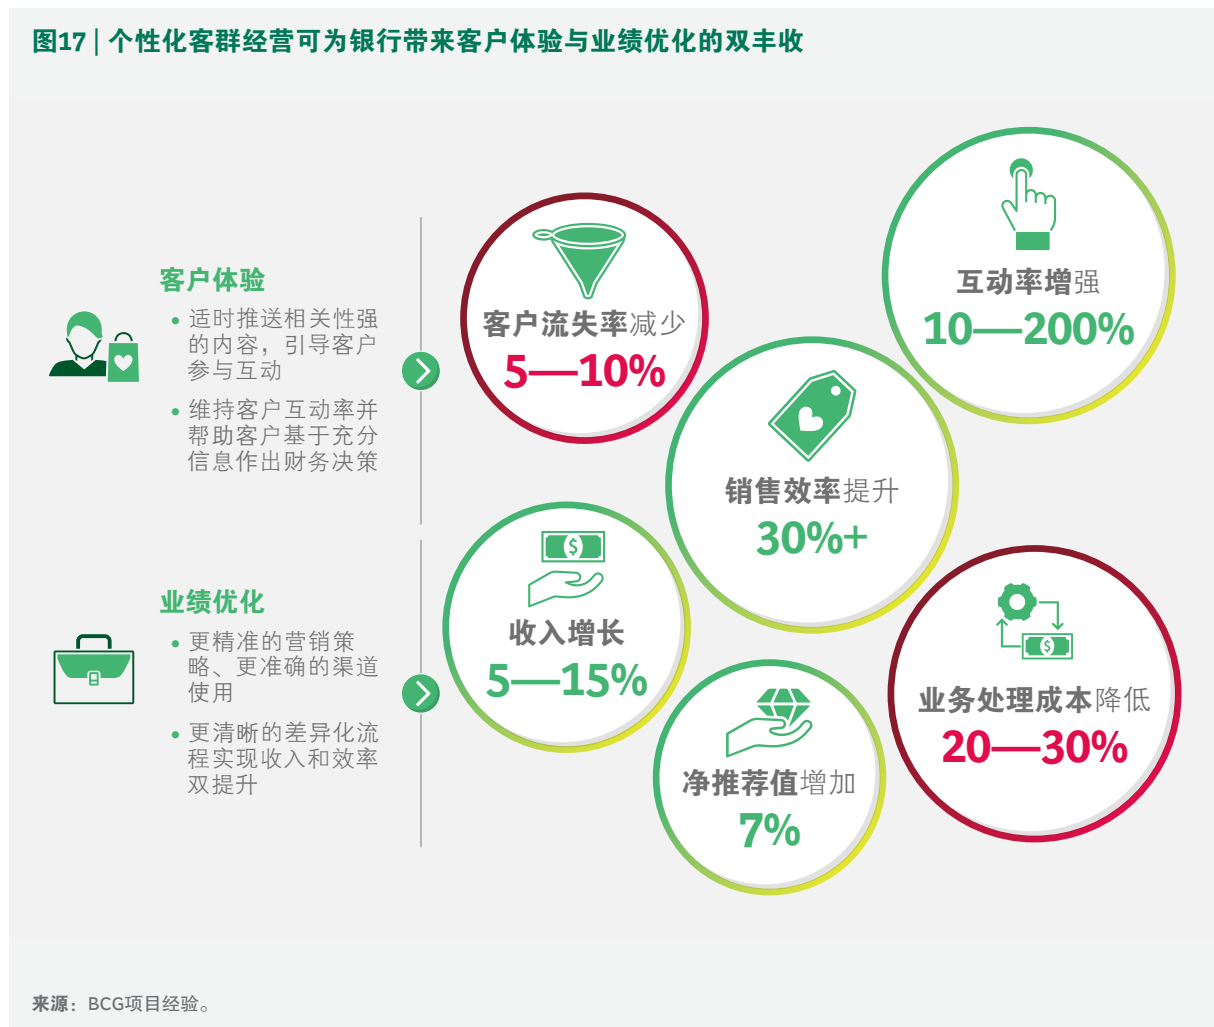 图17 | 个性化客群经营可为银行带来客户体验与业绩优化的双丰收
客户体验
• 适时推送相关性强
的内容，引导客户
参与互动
• 维持客户互动率并
帮助客户基于充分
信息作出财务决策
业绩优化
• 更精准的营销策
略、更准确的渠道
使用
• 更清晰的差异化流
程实现收入和效率
双提升
客户流失率减少
5—10%
互动率增强
10—200%
销售效率提升
30%+
收入增长
5—15%
净推荐值增加
7%
业务处理成本降低
20—30%
来源：BCG项目经验。